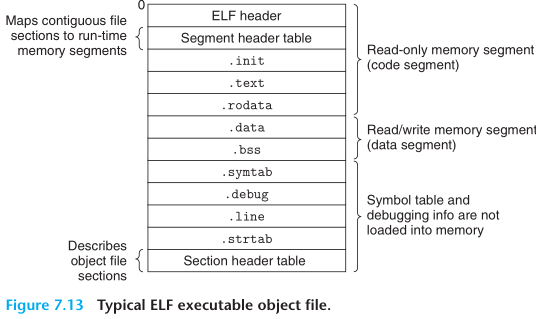 0
ELF header
Maps contiguous file
sections to run-time
memory segments
Segment header table
.init
.text
.rodata
Read-only memory segment
(code segment)
.data
.bss
Read/write memory segment
(data segment)
.symtab
.debug
.line
.strtab
Symbol table and
debugging info are not
loaded into memory
Describes
object file
sections
Section header table
Figure 7.13 Typical ELF executable object file.